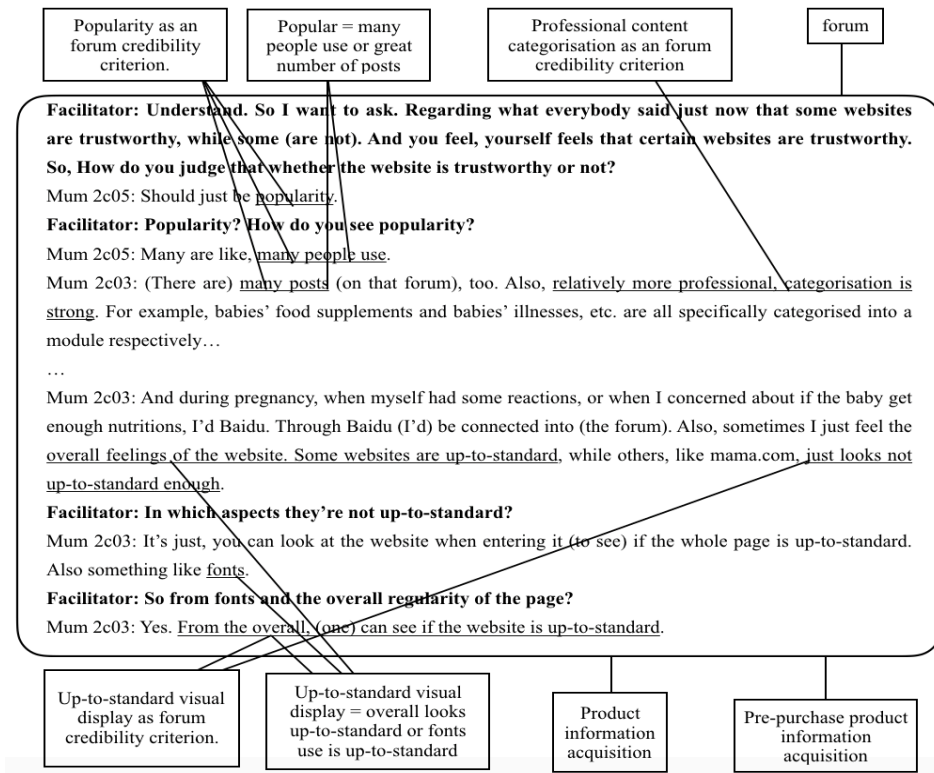 Popularity as an
forum credibility
criterion.
Popular = many
people use or great
number of posts
Professional content
categorisation as an forum
credibility criterion
forum
Facilitator: Understand. So I want to ask. Regarding what everybody said just now that some websites
are trustworthy, while some (are not). And you feel, yourself feels that certain websites are trustworthy.
So, How do you judge that whether the website is trustworthy or not?
Mum 2c05: Should just be popularity.
Facilitator: Popularity? How do you see popularity?
Mum 2c05: Many are like, many people use.
Mum 2c03: (There are) many posts (on that forum), too. Also, relatively more professional, categorisation is
strong. For example, babies’ food supplements and babies’ illnesses, etc. are all specifically categorised into a
module respectively…
…
Mum 2c03: And during pregnancy, when myself had some reactions, or when I concerned about if the baby get
enough nutritions, I’d Baidu. Through Baidu (I’d) be connected into (the forum). Also, sometimes I just feel the
overall feelings of the website. Some websites are up-to-standard, while others, like mama.com, just looks not
up-to-standard enough.
Facilitator: In which aspects they’re not up-to-standard?
Mum 2c03: It’s just, you can look at the website when entering it (to see) if the whole page is up-to-standard.
Also something like fonts.
Facilitator: So from fonts and the overall regularity of the page?
Mum 2c03: Yes. From the overall, (one) can see if the website is up-to-standard.
Up-to-standard visual
display as forum
credibility criterion.
Up-to-standard visual
display = overall looks
up-to-standard or fonts
use is up-to-standard
Product
information
acquisition
Pre-purchase product
information
acquisition